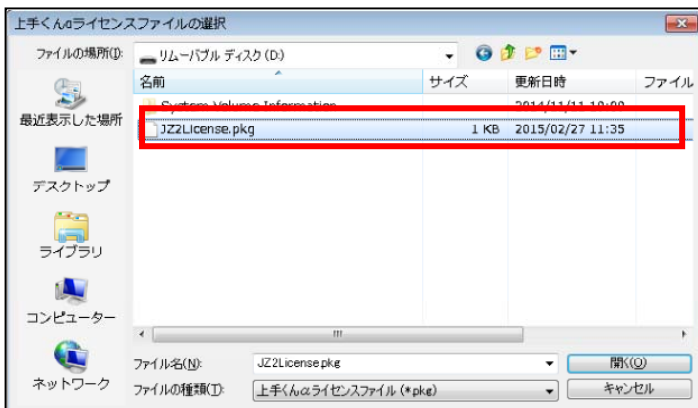 上手くんαライセンスファイルの選択
ファイルの場所(I):
リムーバブル ディスク (D:)
名前
サイズ
更新日時
ファイル
System Volume Information
2014/11/11 10:09
JZ2License.pkg
1 KB
2015/02/27 11:35
最近表示した場所
デスクトップ
ライブラリ
コンピューター
ネットワーク
ファイル名(N):
JZ2License.pkg
開く(O)
ファイルの種類(T):
上手くんαライセンスファイル (*.pkg)
キャンセル